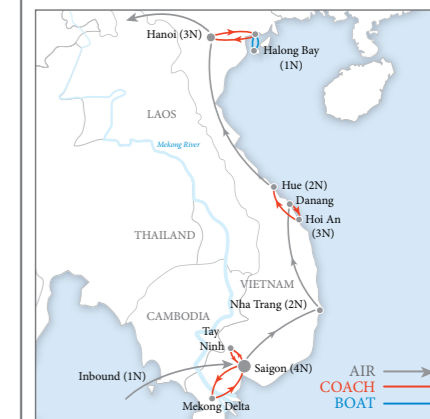 Hanoi (3N)
Halong Bay
(1N)
LAOS
Mekong River
Hue (2N)
Danang
Hoi An
(3N)
THAILAND
VIETNAM
Nha Trang (2N)
CAMBODIA
Tay
Ninh
Saigon (4N)
Inbound (1N)
Mekong Delta
AIR
COACH
BOAT